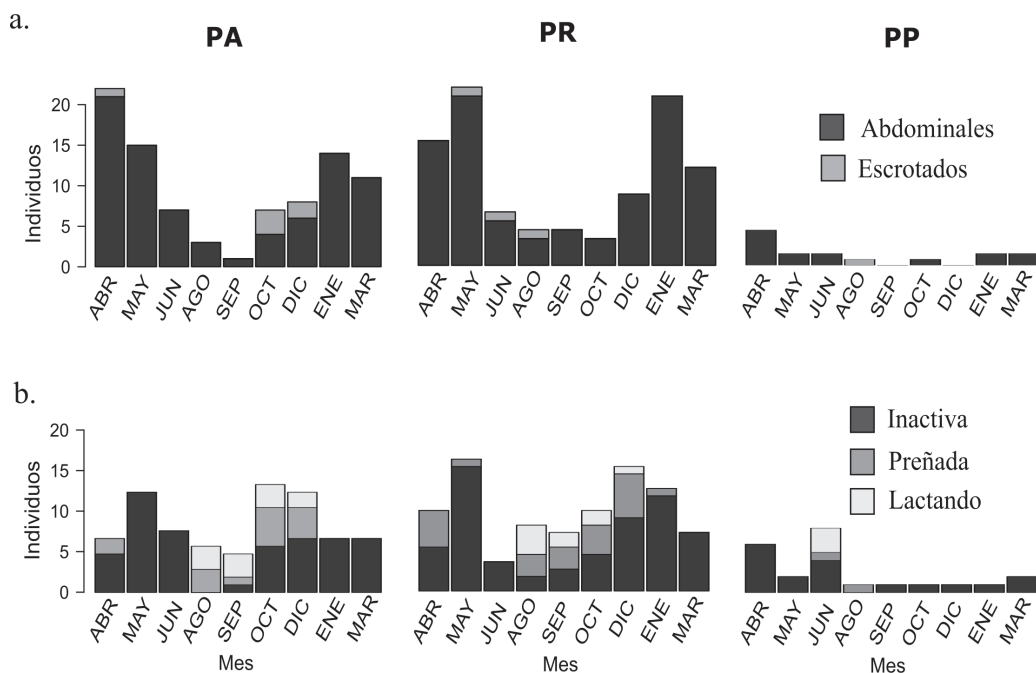 a.
PA PR PP
20
15
10
5
0
Individuos
ABR MAY JUN AGO SEP OCT DIC ENE MAR
ABR MAY JUN AGO SEP OCT DIC ENE MAR
ABR MAY JUN AGO SEP OCT DIC ENE MAR
Abdominales
Escrotados
b.
20
15
10
5
0
Individuos
ABR MAY JUN AGO SEP OCT DIC ENE MAR
ABR MAY JUN AGO SEP OCT DIC ENE MAR
ABR MAY JUN AGO SEP OCT DIC ENE MAR
Inactiva
Preñada
Lactando
Mes Mes Mes